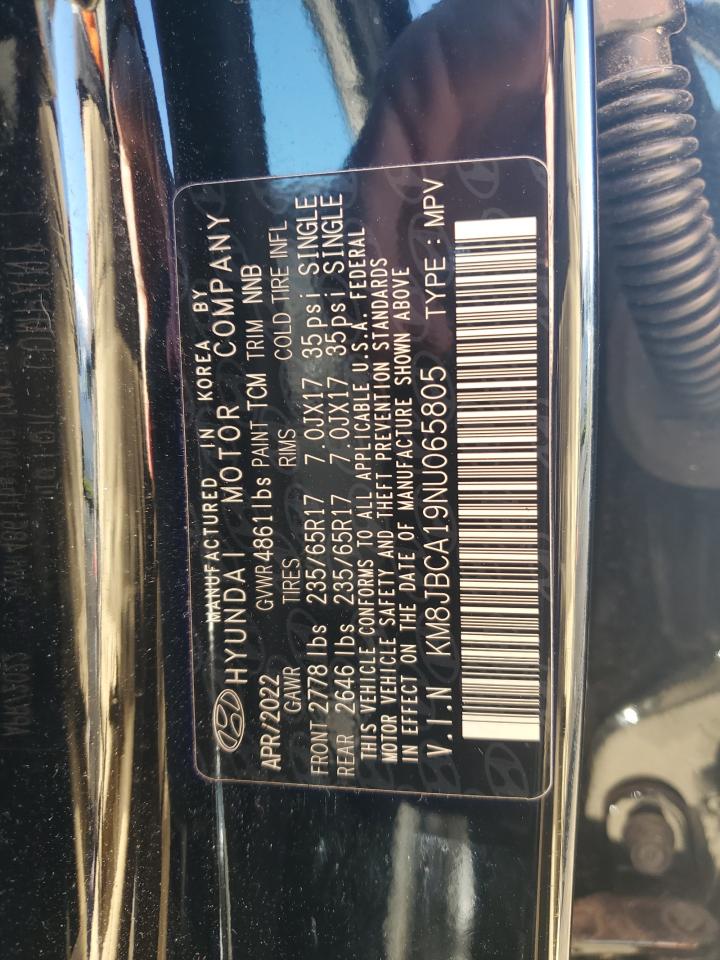 MANUFACTURED IN KOREA BY
HYUNDAI MOTOR COMPANY
APR/2022 GVWR 4861lbs PAINT TCM TRIM NNB
GAWR TIRES RIMS COLD TIRE INFL
FRONT 2778 lbs 235/65R17 7.0JX17 35psi SINGLE
REAR 2646 lbs 235/65R17 7.0JX17 35psi SINGLE
THIS VEHICLE CONFORMS TO ALL APPLICABLE U.S.A. FEDERAL
MOTOR VEHICLE SAFETY AND THEFT PREVENTION STANDARDS
IN EFFECT ON THE DATE OF MANUFACTURE SHOWN ABOVE
V.I.N KM8JBCA19NU065805 TYPE : MPV